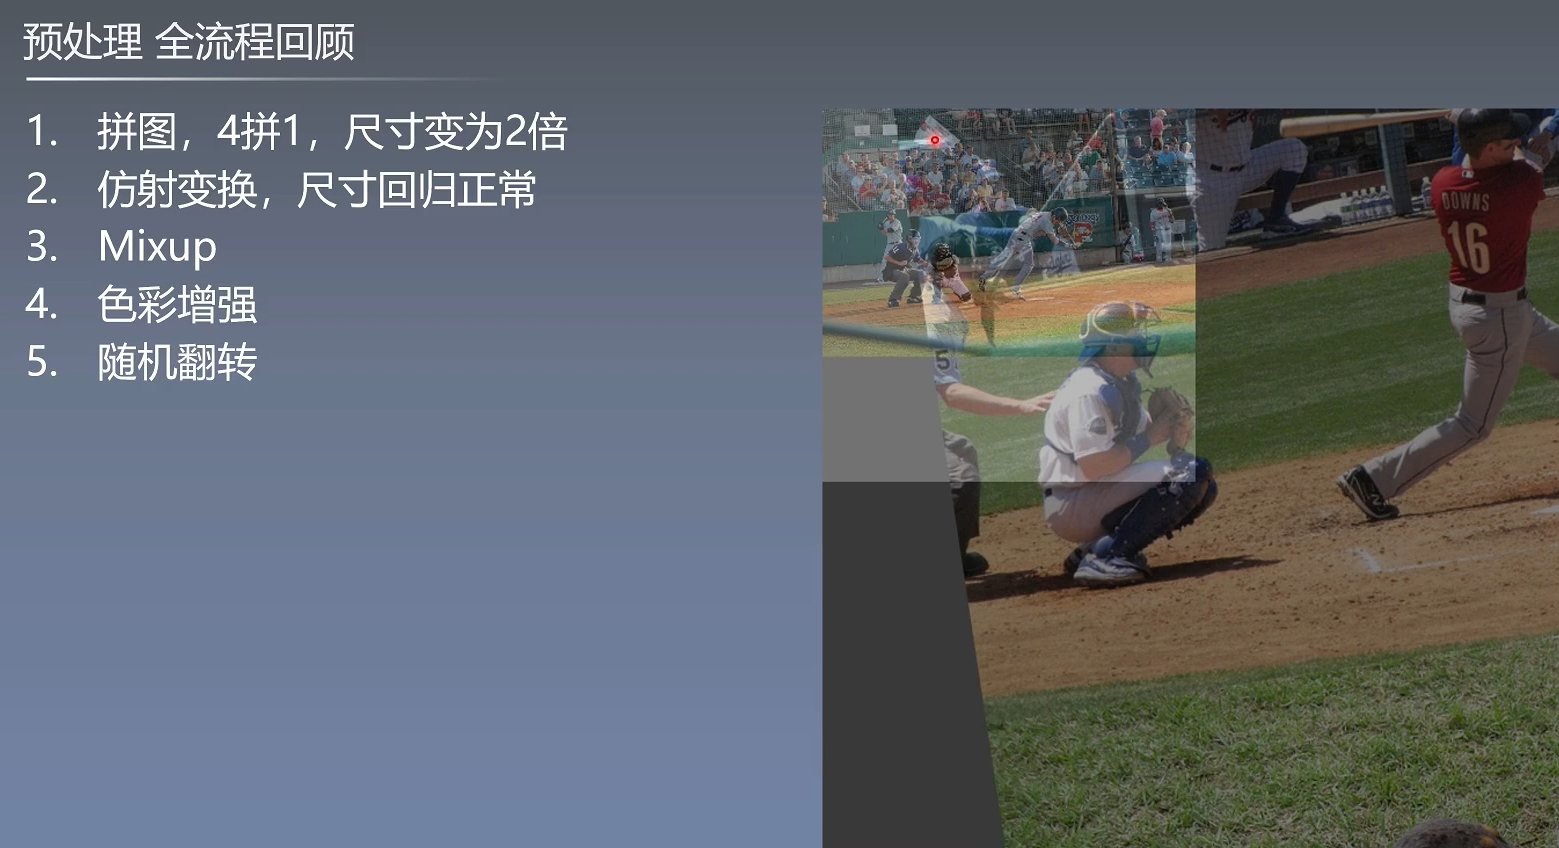 预处理 全流程回顾
1. 拼图，4拼1，尺寸变为2倍
2. 仿射变换，尺寸回归正常
3. Mixup
4. 色彩增强
5. 随机翻转
DOWNS
16
5